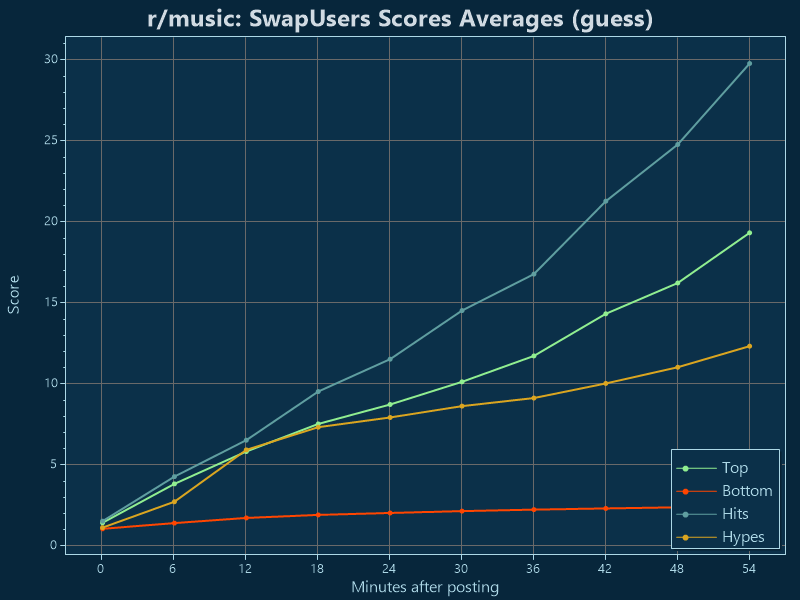 r/music: SwapUsers Scores Averages (guess)
30
25
20
15
10
5
0
Score
Top
Bottom
Hits
Hypes
0 6 12 18 24 30 36 42 48 54
Minutes after posting